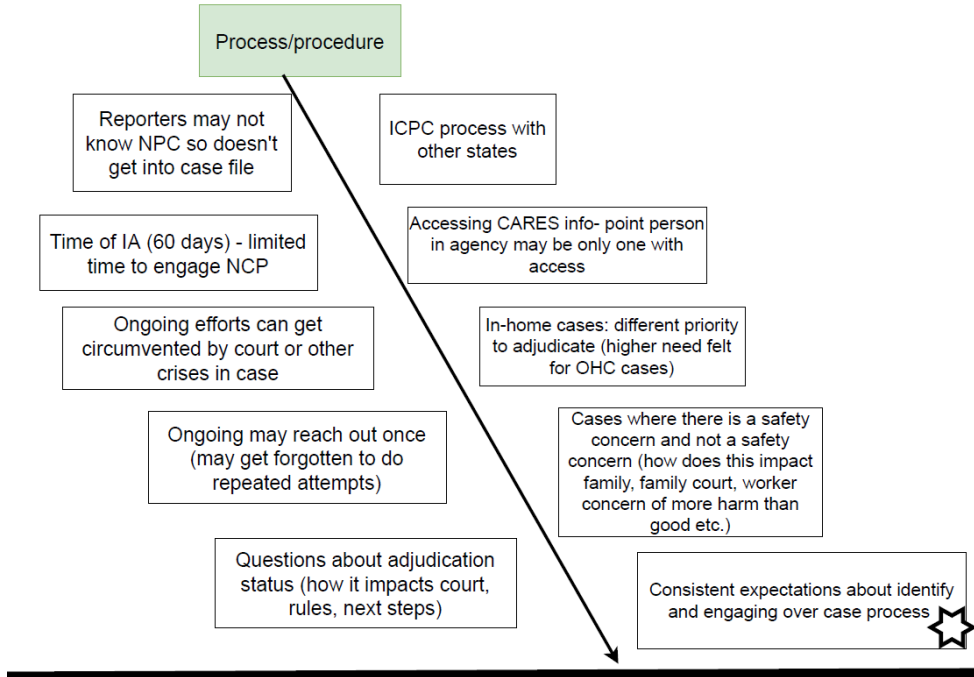 Process/procedure
Reporters may not
know NPC so doesn't
get into case file
ICPC process with
other states
Time of IA (60 days) - limited
time to engage NCP
Accessing CARES info- point person
in agency may be only one with
access
Ongoing efforts can get
circumvented by court or other
crises in case
In-home cases: different priority
to adjudicate (higher need felt
for OHC cases)
Ongoing may reach out once
(may get forgotten to do
repeated attempts)
Cases where there is a safety
concern and not a safety
concern (how does this impact
family, family court, worker
concern of more harm than
good etc.)
Questions about adjudication
status (how it impacts court,
rules, next steps)
Consistent expectations about identify
and engaging over case process